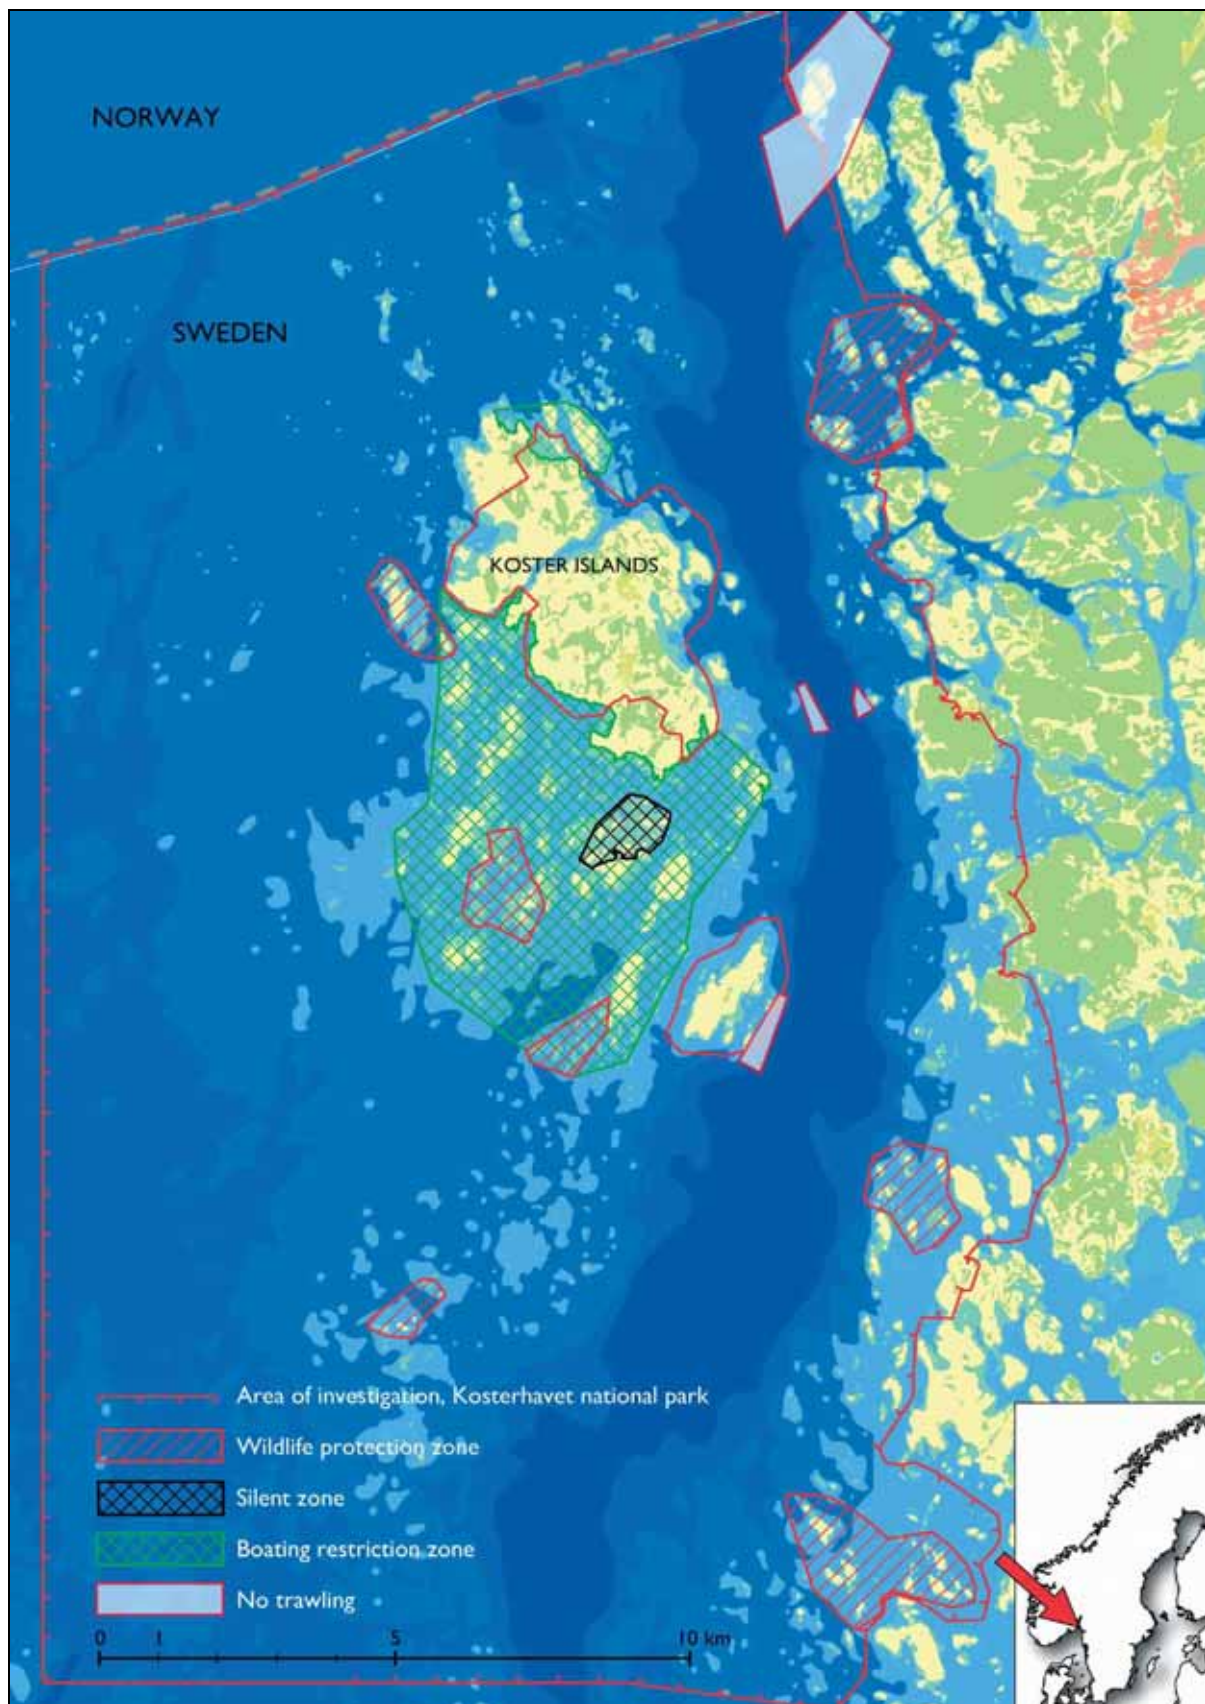 NORWAY
SWEDEN
KOSTER ISLANDS
Area of investigation, Kosterhavet national park
Wildlife protection zone
Silent zone
Boating restriction zone
No trawling
0 1 5 10 km